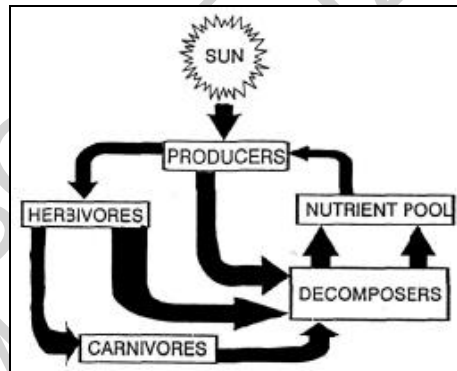 SUN
PRODUCERS
HERBIVORES
NUTRIENT POOL
DECOMPOSERS
CARNIVORES